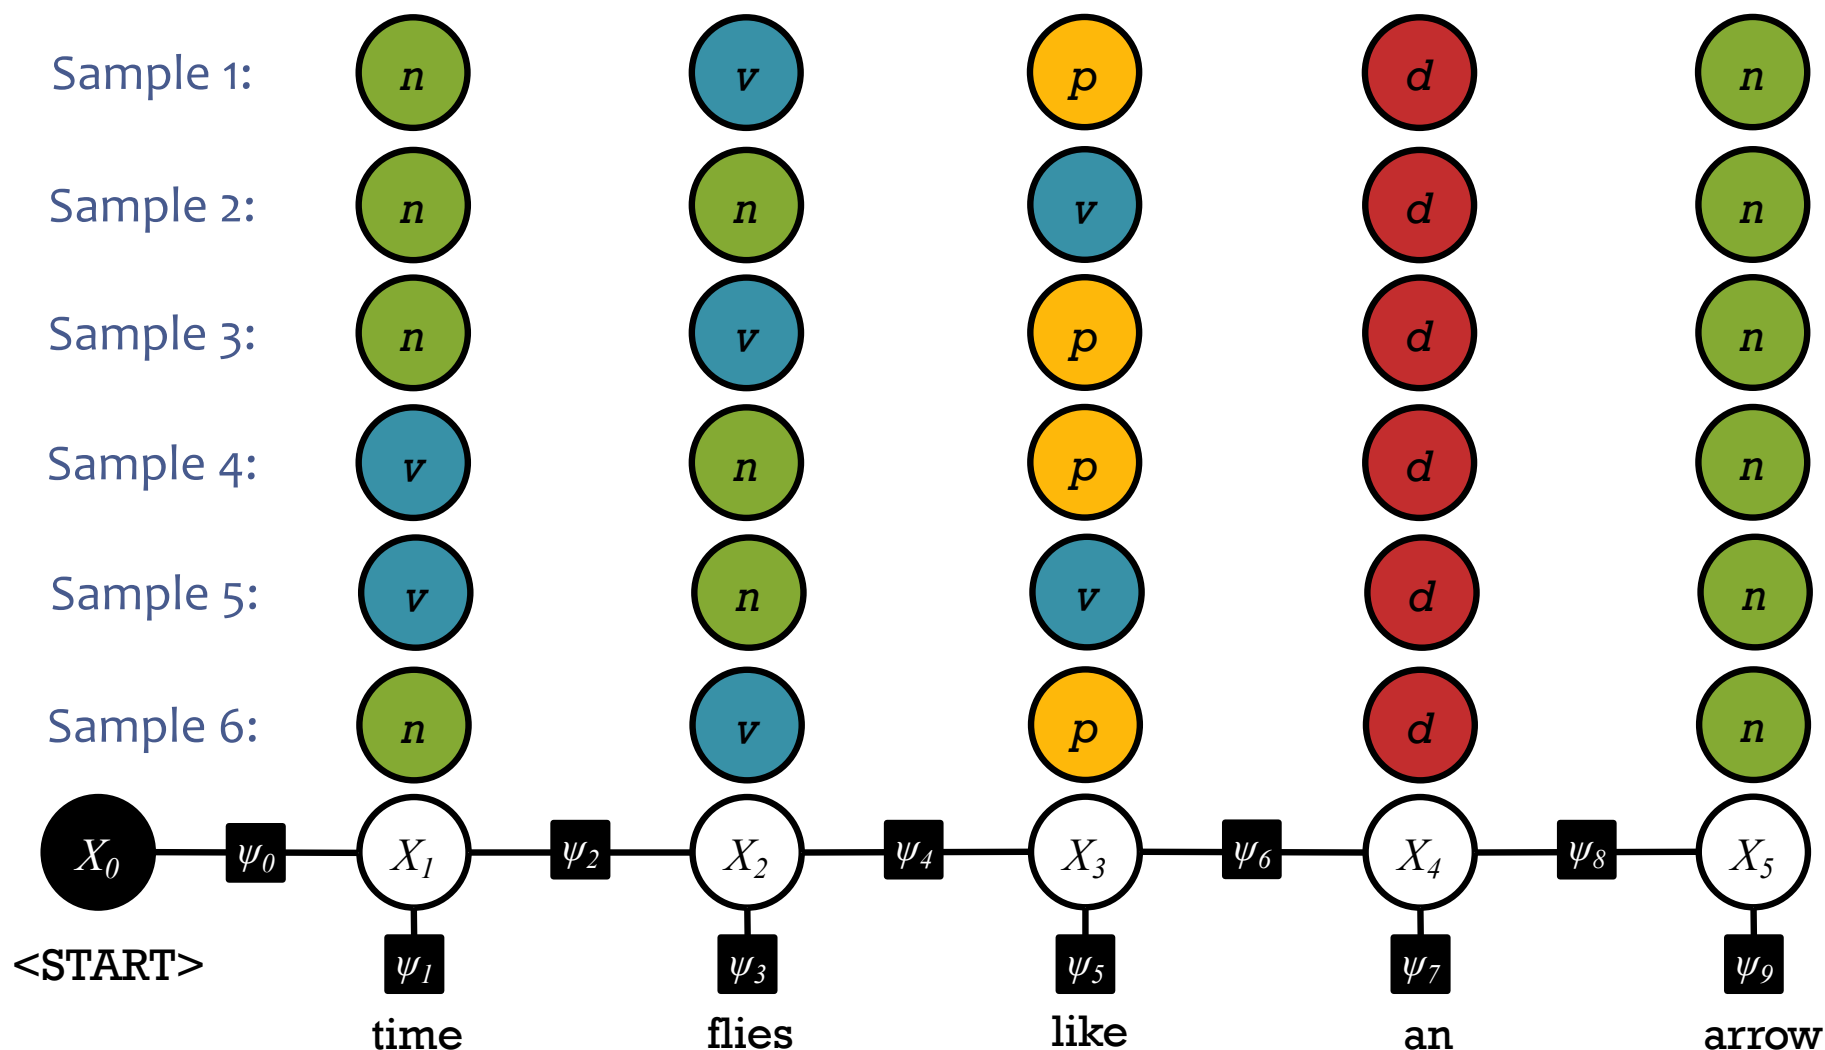 Sample 1: n v p d n
Sample 2: n n v d n
Sample 3: n v p d n
Sample 4: v n p d n
Sample 5: v n v d n
Sample 6: n v p d n
X0 ψ0 X1 ψ2 X2 ψ4 X3 ψ6 X4 ψ8 X5
<START> ψ1 ψ3 ψ5 ψ7 ψ9
time flies like an arrow